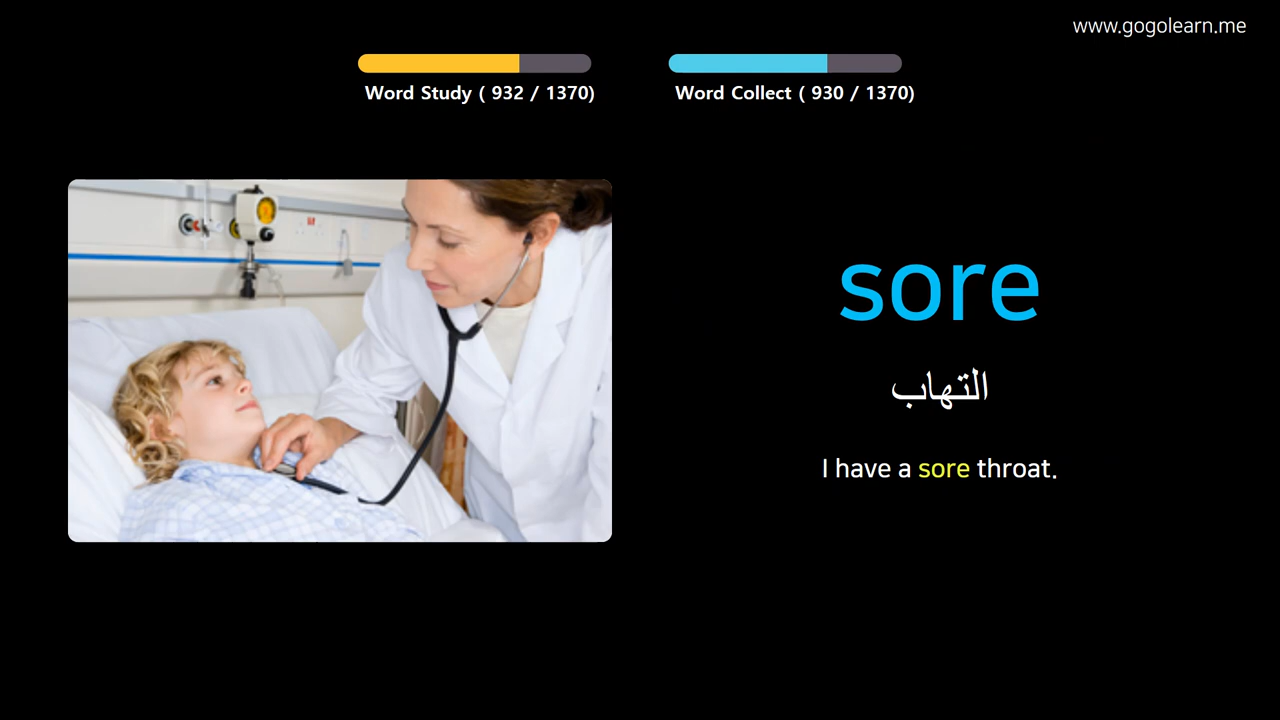 www.gogolearn.me
Word Study ( 932 / 1370)
Word Collect ( 930 / 1370)
sore
التهاب
I have a sore throat.